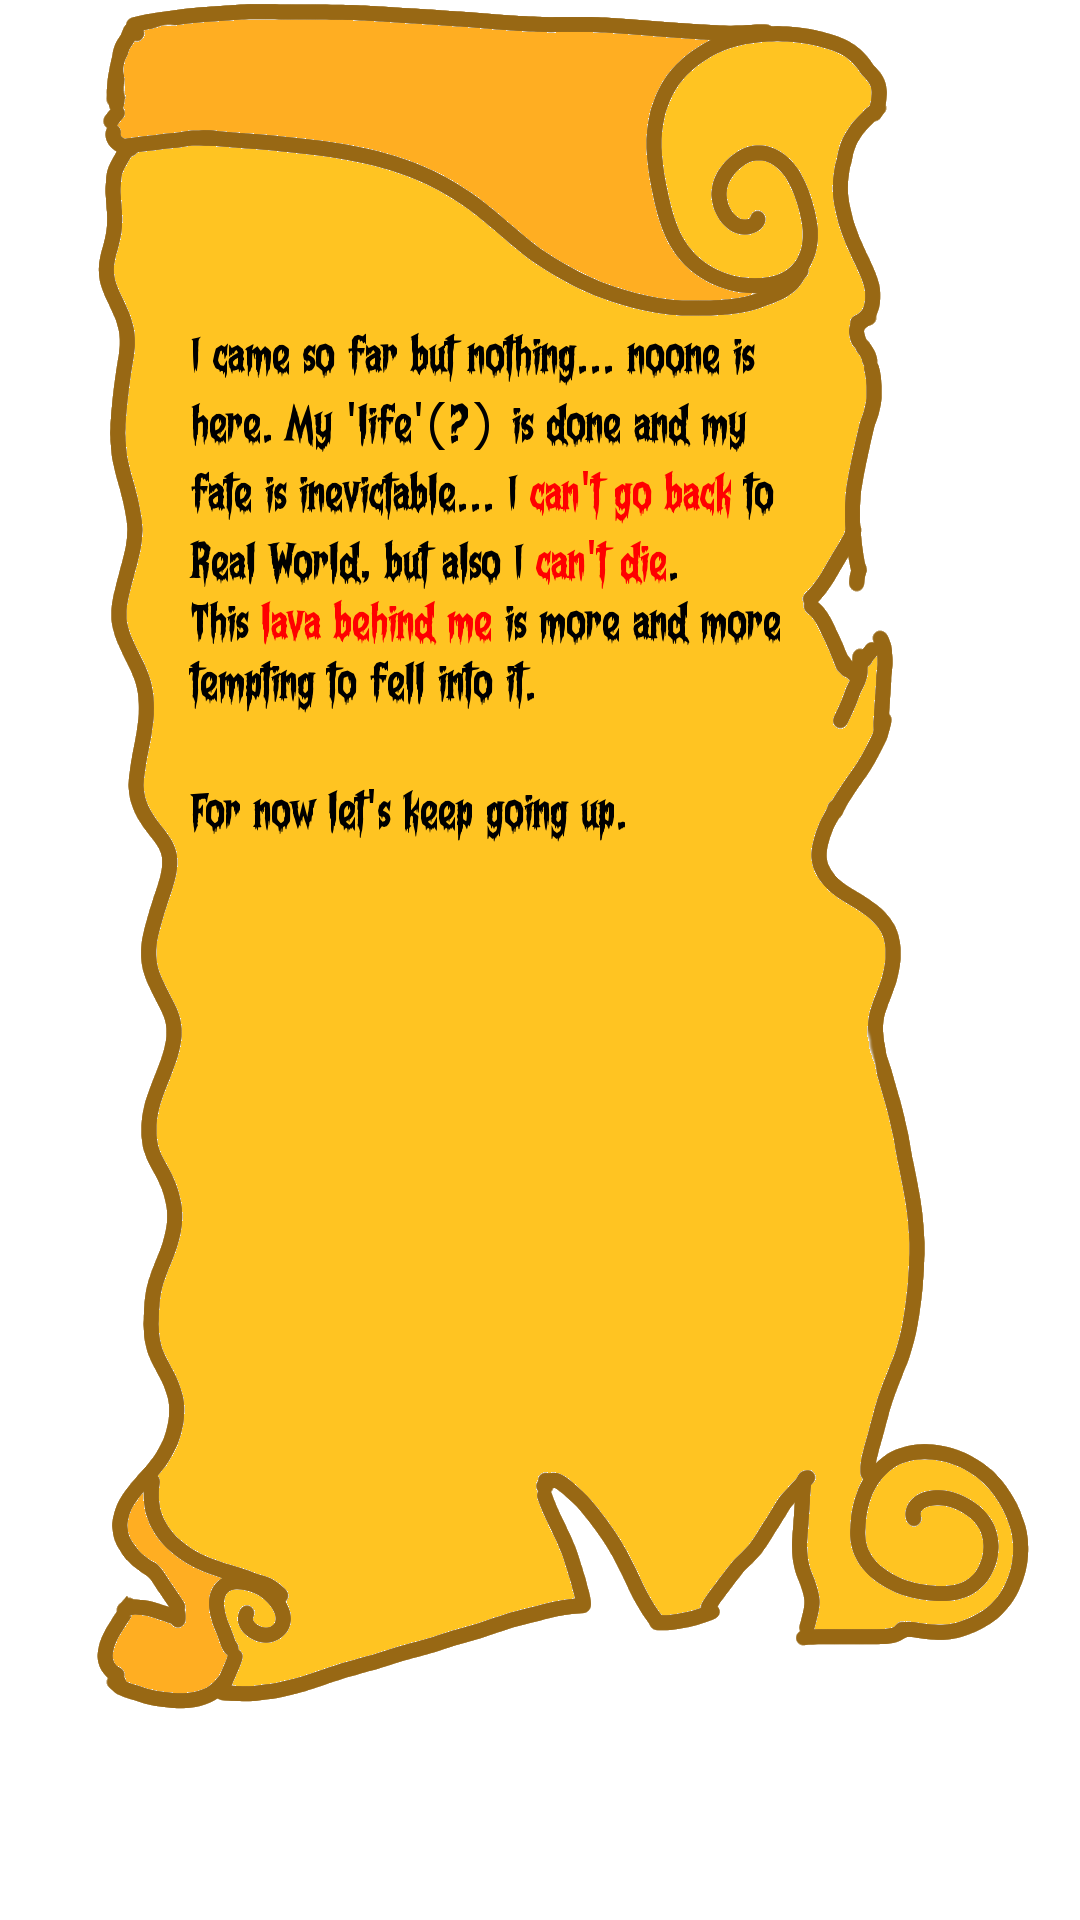 I came so far but nothing... noone is
here. My 'life'(?) is done and my
fate is inevictable... I can't go back to
Real World, but also I can't die.
This lava behind me is more and more
tempting to fell into it.
For now let's keep going up.